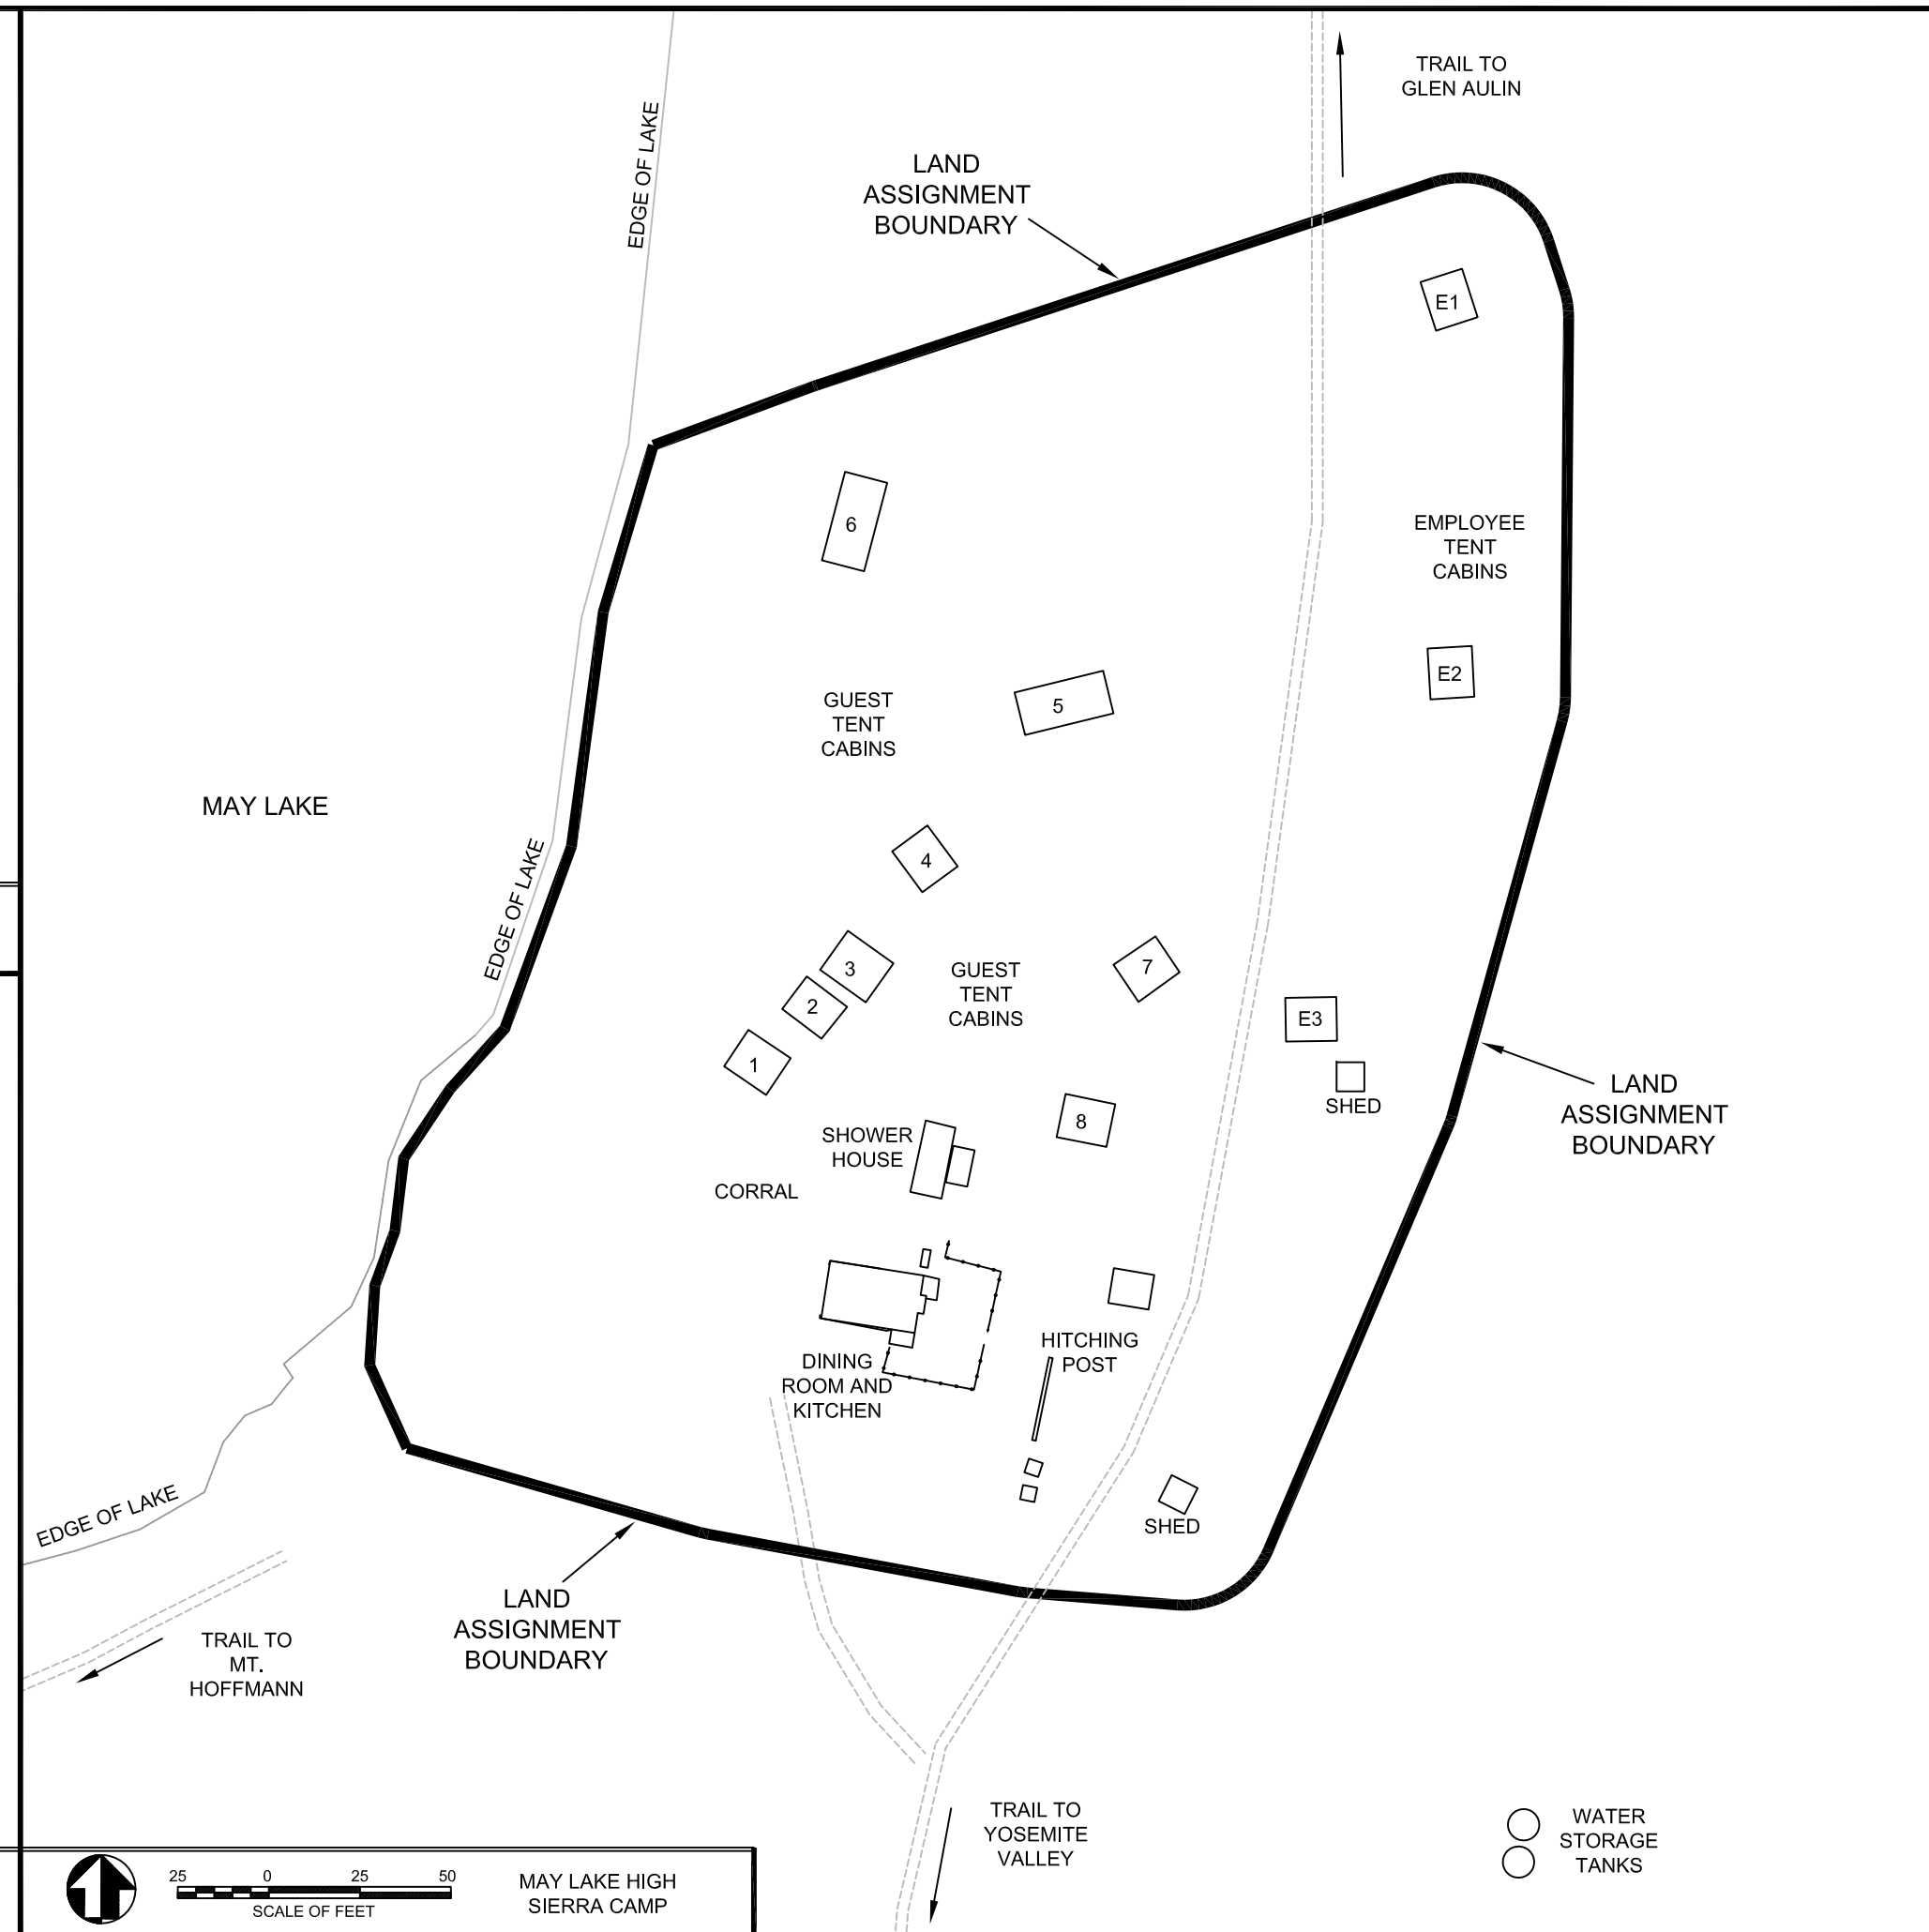 TRAIL TO
GLEN AULIN
EDGE OF LAKE
LAND
ASSIGNMENT
BOUNDARY
E1
6
EMPLOYEE
TENT
CABINS
E2
GUEST
TENT
CABINS
5
MAY LAKE
EDGE OF LAKE
4
3
2
1
GUEST
TENT
CABINS
7
E3
SHED
LAND
ASSIGNMENT
BOUNDARY
8
SHOWER
HOUSE
CORRAL
HITCHING
POST
DINING
ROOM AND
KITCHEN
SHED
EDGE OF LAKE
LAND
ASSIGNMENT
BOUNDARY
TRAIL TO
MT.
HOFFMANN
TRAIL TO
YOSEMITE
VALLEY
WATER
STORAGE
TANKS
25 0 25 50
SCALE OF FEET
MAY LAKE HIGH
SIERRA CAMP